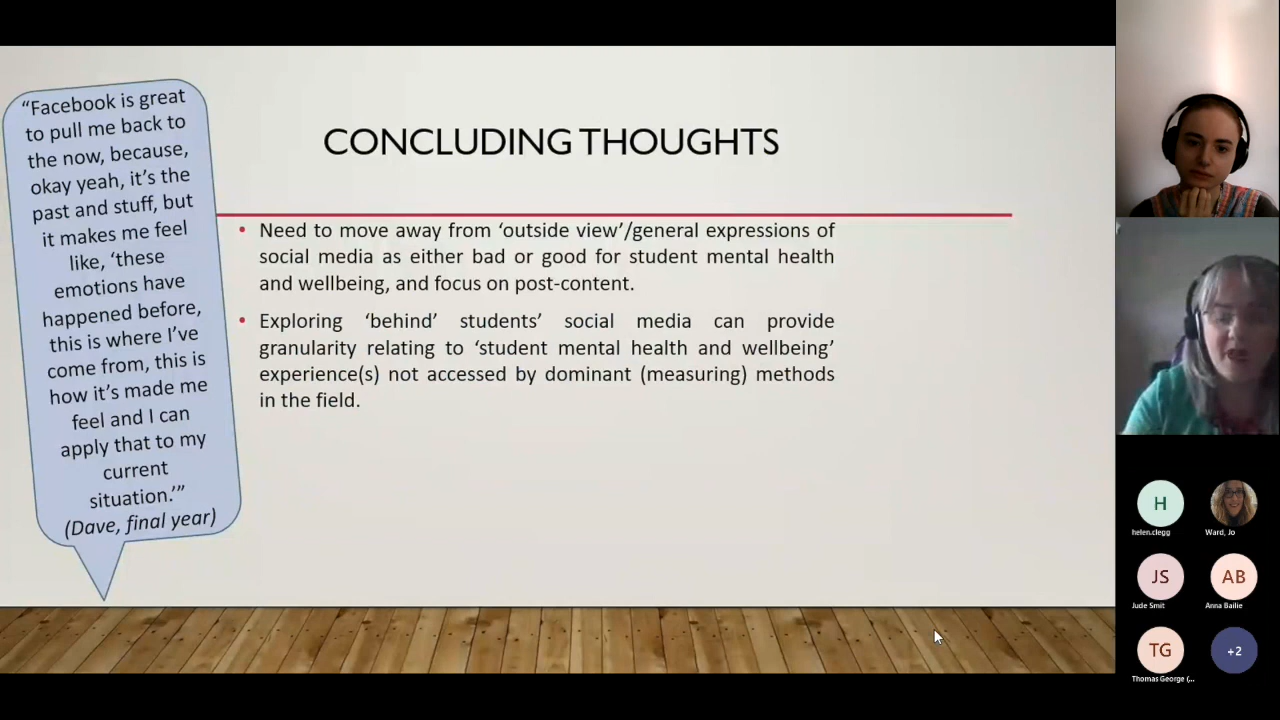 “Facebook is great
to pull me back to
the now, because,
okay yeah, it’s the
past and stuff, but
it makes me feel
like, ‘these
emotions have
happened before,
this is where I’ve
come from, this is
how it’s made me
feel and I can
apply that to my
current
situation.’”
(Dave, final year)
CONCLUDING THOUGHTS
• Need to move away from ‘outside view’/general expressions of
social media as either bad or good for student mental health
and wellbeing, and focus on post-content.
• Exploring ‘behind’ students’ social media can provide
granularity relating to ‘student mental health and wellbeing’
experience(s) not accessed by dominant (measuring) methods
in the field.
H
helen.clegg
Ward, Jo
JS
Jude Smit
AB
Anna Bailie
TG
Thomas George (...
+2